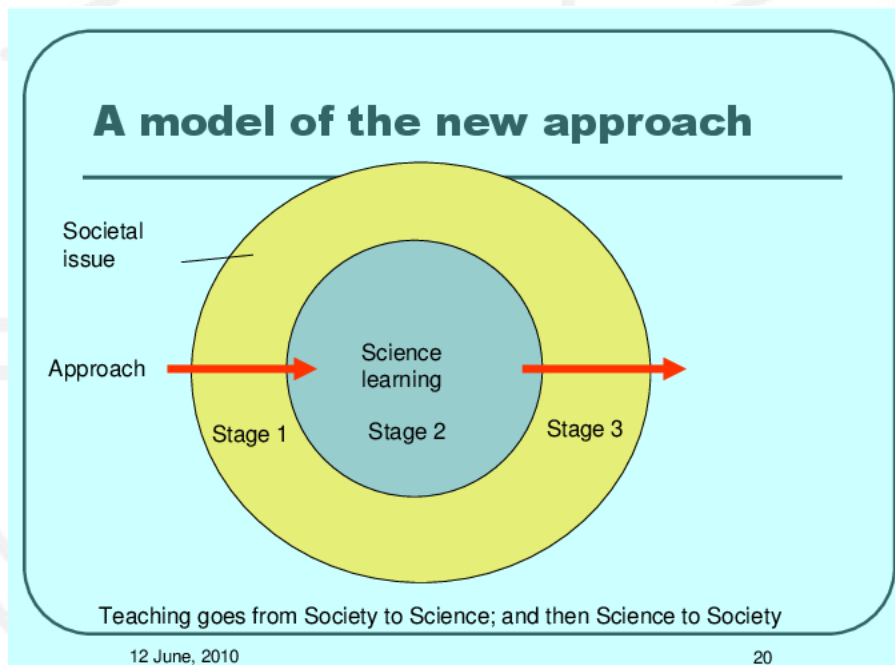 A model of the new approach
Societal
issue
Approach
Science
learning
Stage 1
Stage 2
Stage 3
Teaching goes from Society to Science; and then Science to Society
12 June, 2010
20